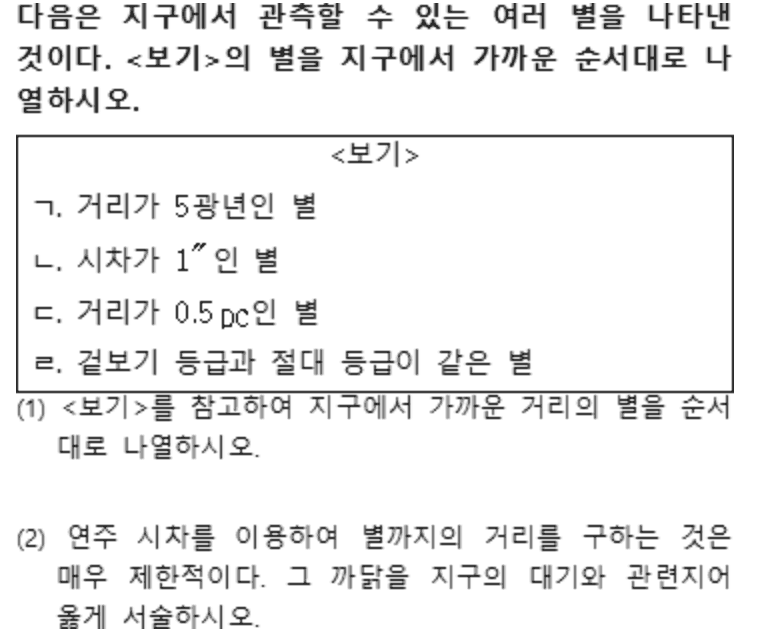 다음은 지구에서 관측할 수 있는 여러 별을 나타낸
것이다. <보기>의 별을 지구에서 가까운 순서대로 나
열하시오.
<보기>
ㄱ. 거리가 5광년인 별
ㄴ. 시차가 1″인 별
ㄷ. 거리가 0.5pc인 별
ㄹ. 겉보기 등급과 절대 등급이 같은 별
(1) <보기>를 참고하여 지구에서 가까운 거리의 별을 순서
대로 나열하시오.
(2) 연주 시차를 이용하여 별까지의 거리를 구하는 것은
매우 제한적이다. 그 까닭을 지구의 대기와 관련지어
옳게 서술하시오.